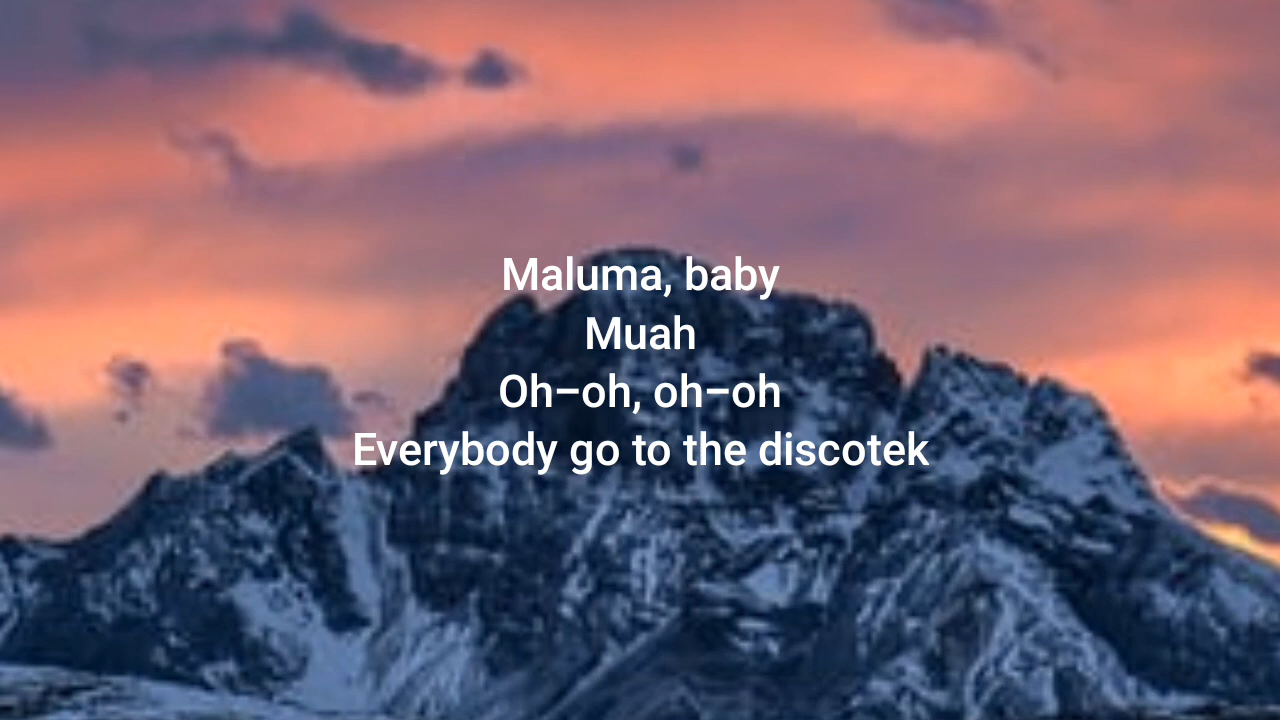 Maluma, baby
Muah
Oh–oh, oh–oh
Everybody go to the discotek